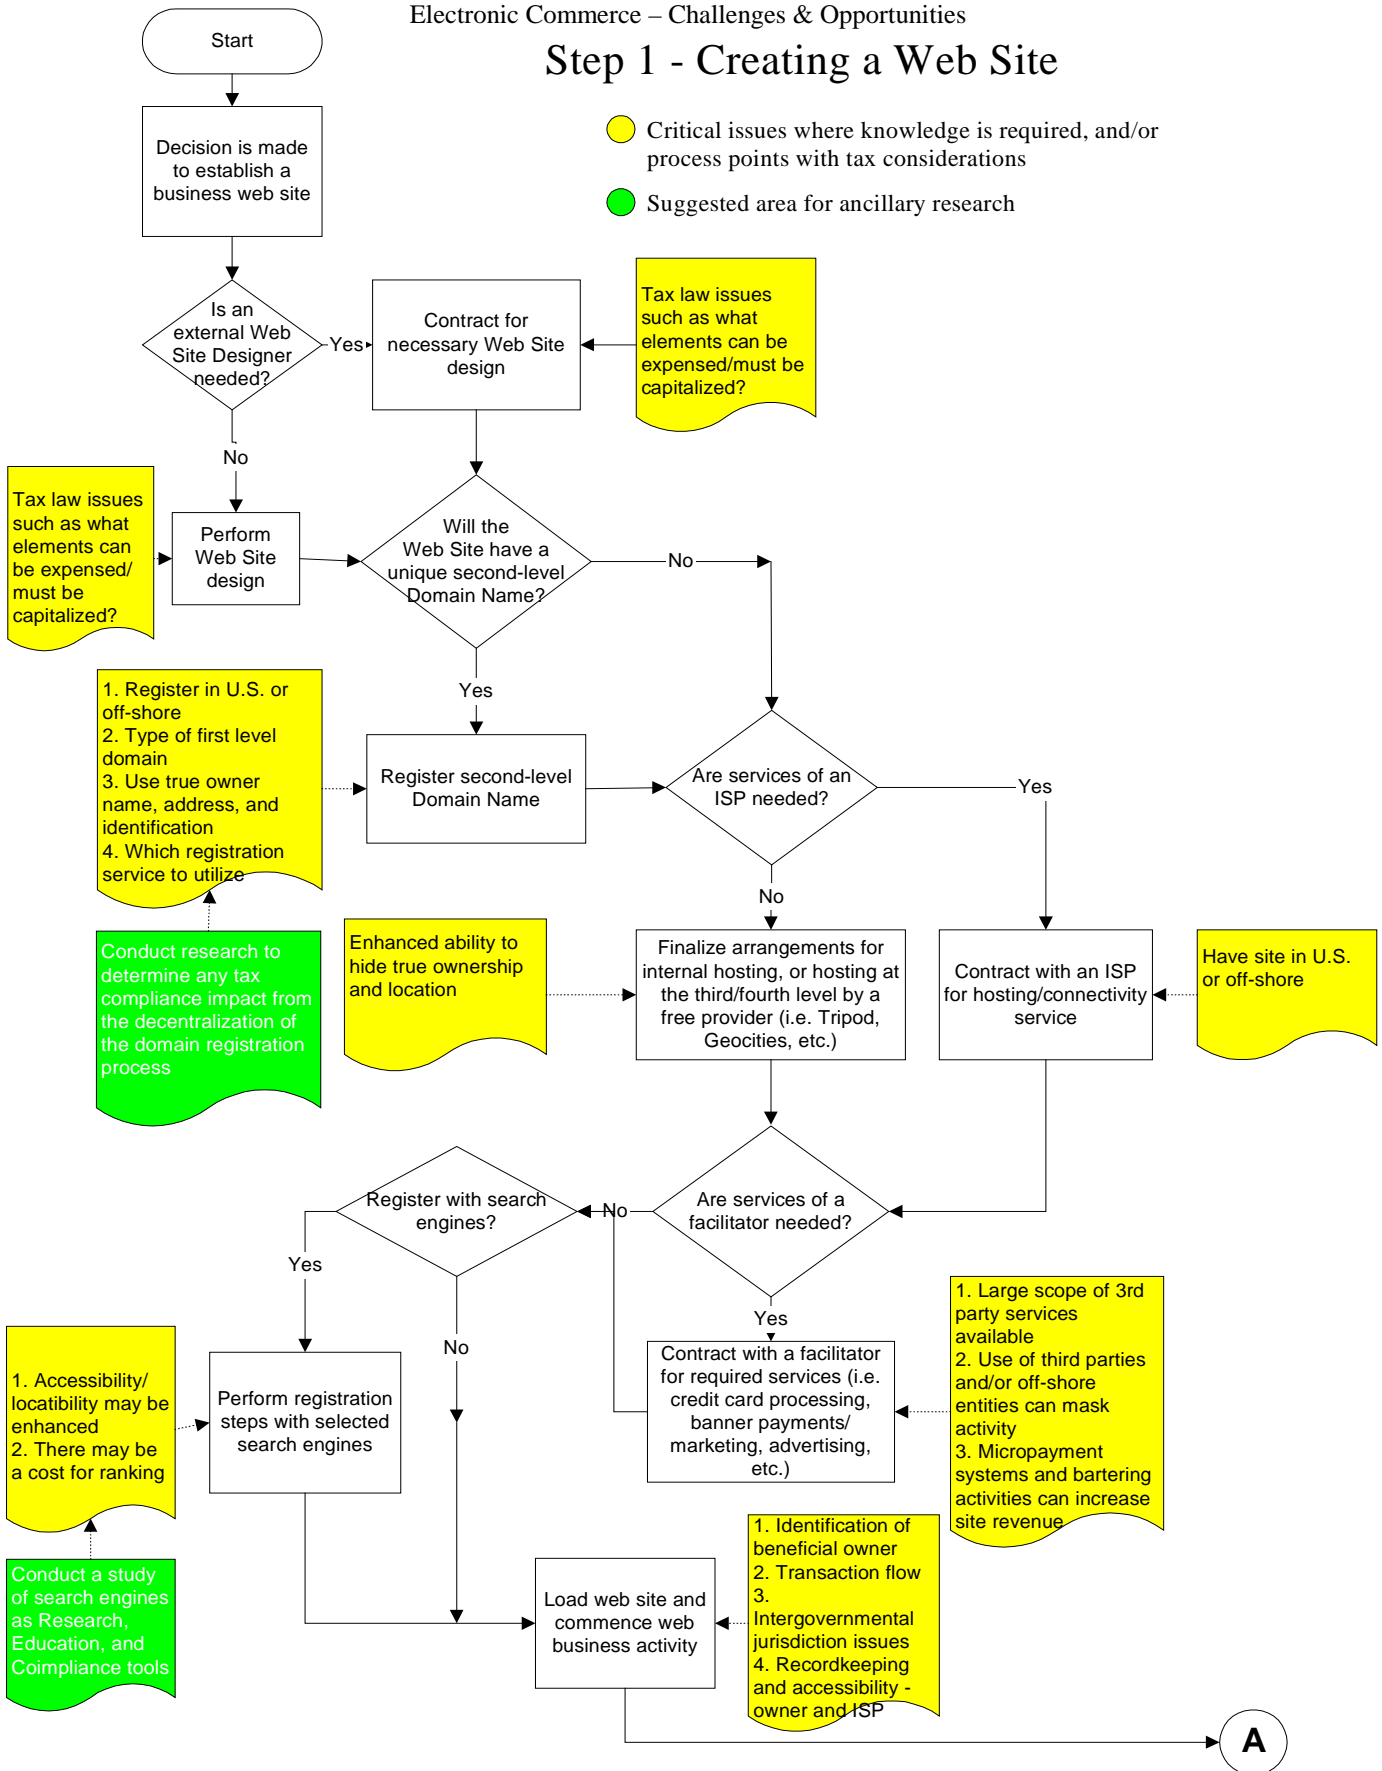 Electronic Commerce – Challenges & Opportunities
Step 1 - Creating a Web Site
Start
Critical issues where knowledge is required, and/or
process points with tax considerations
Suggested area for ancillary research
Decision is made
to establish a
business web site
Is an
external Web
Site Designer
needed?
Yes
Contract for
necessary Web Site
design
Tax law issues
such as what
elements can be
expensed/must be
capitalized?
No
Tax law issues
such as what
elements can
be expensed/
must be
capitalized?
Perform
Web Site
design
Will the
Web Site have a
unique second-level
Domain Name?
No
Yes
1. Register in U.S. or
off-shore
2. Type of first level
domain
3. Use true owner
name, address, and
identification
4. Which registration
service to utilize
Register second-level
Domain Name
Are services of an
ISP needed?
Yes
No
Conduct research to
determine any tax
compliance impact from
the decentralization of
the domain registration
process
Enhanced ability to
hide true ownership
and location
Finalize arrangements for
internal hosting, or hosting at
the third/fourth level by a
free provider (i.e. Tripod,
Geocities, etc.)
Contract with an ISP
for hosting/connectivity
service
Have site in U.S.
or off-shore
Register with search
engines?
No
Are services of a
facilitator needed?
Yes
No
Yes
1. Accessibility/
locatibility may be
enhanced
2. There may be
a cost for ranking
Perform registration
steps with selected
search engines
Contract with a facilitator
for required services (i.e.
credit card processing,
banner payments/
marketing, advertising,
etc.)
1. Large scope of 3rd
party services
available
2. Use of third parties
and/or off-shore
entities can mask
activity
3. Micropayment
systems and bartering
activities can increase
site revenue
Conduct a study
of search engines
as Research,
Education, and
Coimpliance tools
Load web site and
commence web
business activity
1. Identification of
beneficial owner
2. Transaction flow
3.
Intergovernmental
jurisdiction issues
4. Recordkeeping
and accessibility -
owner and ISP
A